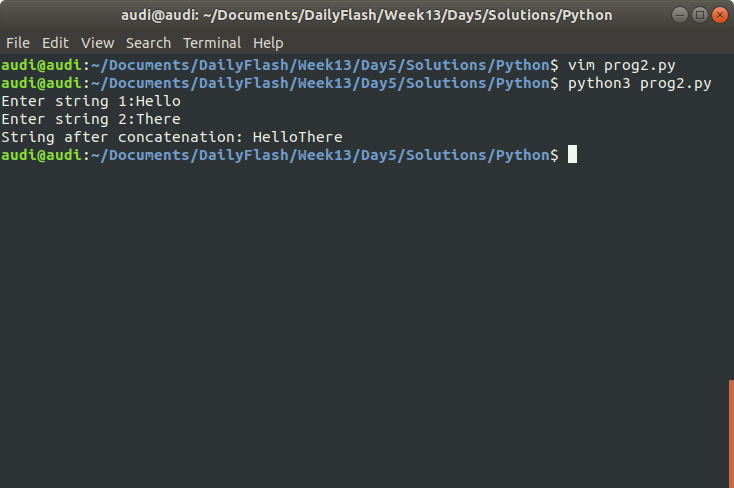 audi@audi: ~/Documents/DailyFlash/Week13/Day5/Solutions/Python
File Edit View Search Terminal Help
audi@audi:~/Documents/DailyFlash/Week13/Day5/Solutions/Python$ vim prog2.py
audi@audi:~/Documents/DailyFlash/Week13/Day5/Solutions/Python$ python3 prog2.py
Enter string 1:Hello
Enter string 2:There
String after concatenation: HelloThere
audi@audi:~/Documents/DailyFlash/Week13/Day5/Solutions/Python$